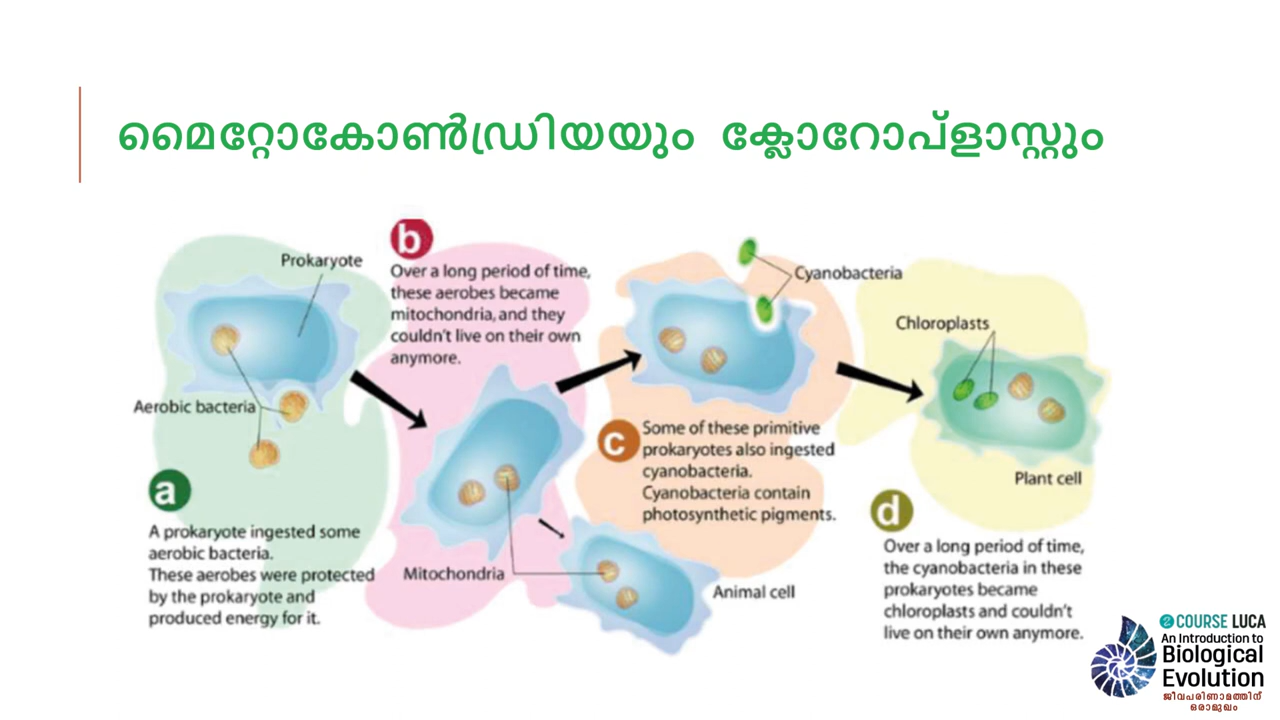 മൈറ്റോകോൺഡ്രിയയും ക്ലോറോപ്ളാസ്റ്റും
Prokaryote
Aerobic bacteria
a
A prokaryote ingested some
aerobic bacteria.
These aerobes were protected
by the prokaryote and
produced energy for it.
b
Over a long period of time,
these aerobes became
mitochondria, and they
couldn't live on their own
anymore.
Mitochondria
Animal cell
Cyanobacteria
c
Some of these primitive
prokaryotes also ingested
cyanobacteria.
Cyanobacteria contain
photosynthetic pigments.
Chloroplasts
Plant cell
d
Over a long period of time,
the cyanobacteria in these
prokaryotes became
chloroplasts and couldn't
live on their own anymore.
2 COURSE LUCA
An Introduction to
Biological
Evolution
ജീവപരിണാമത്തിന്
ഒരാമുഖം